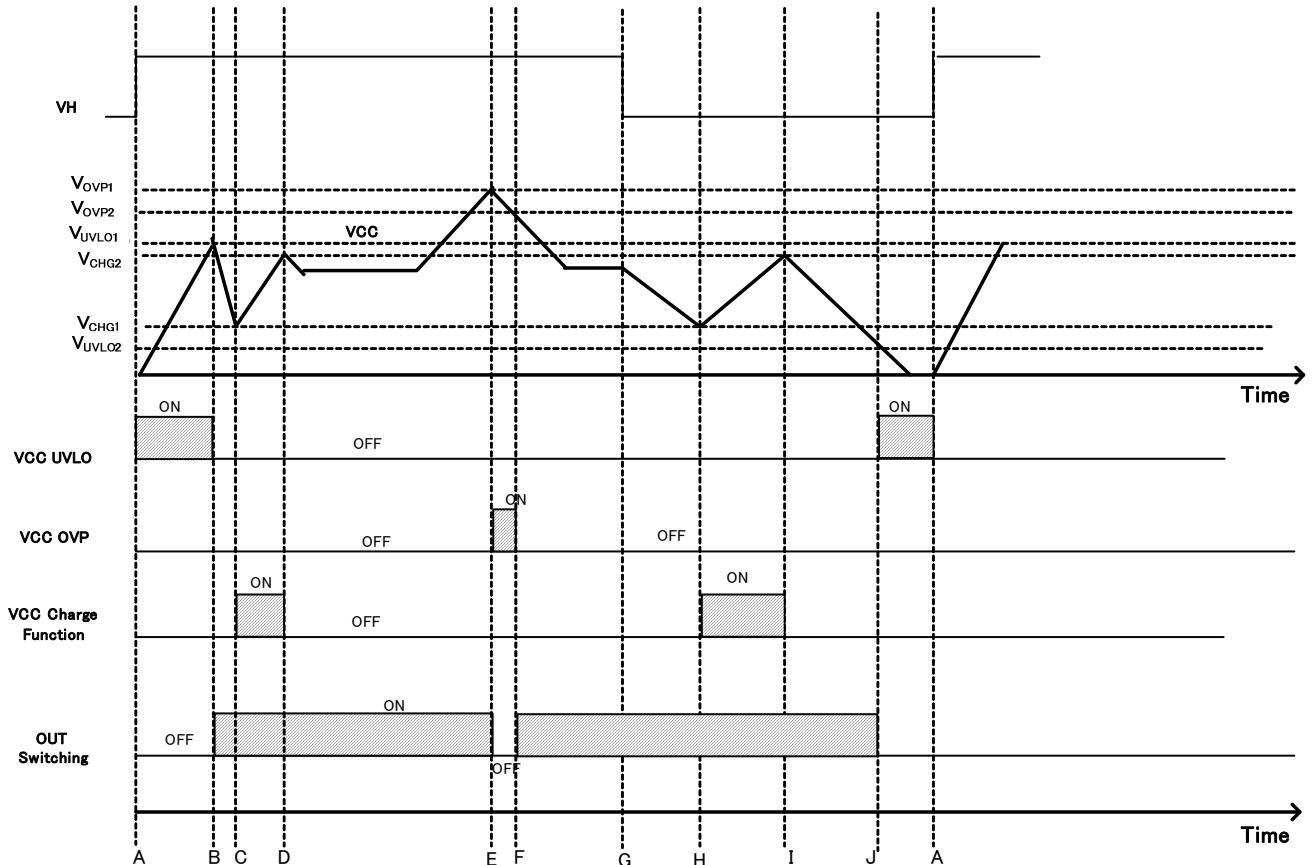 VH
VOVP1
VOVP2
VUVLO1
VCC
VCHG2
VCHG1
VUVLO2
Time
ON
ON
OFF
VCC UVLO
ON
OFF
VCC OVP
OFF
ON
ON
VCC Charge
Function
OFF
ON
OFF
OUT
Switching
OFF
Time
A B C D E F G H I J A